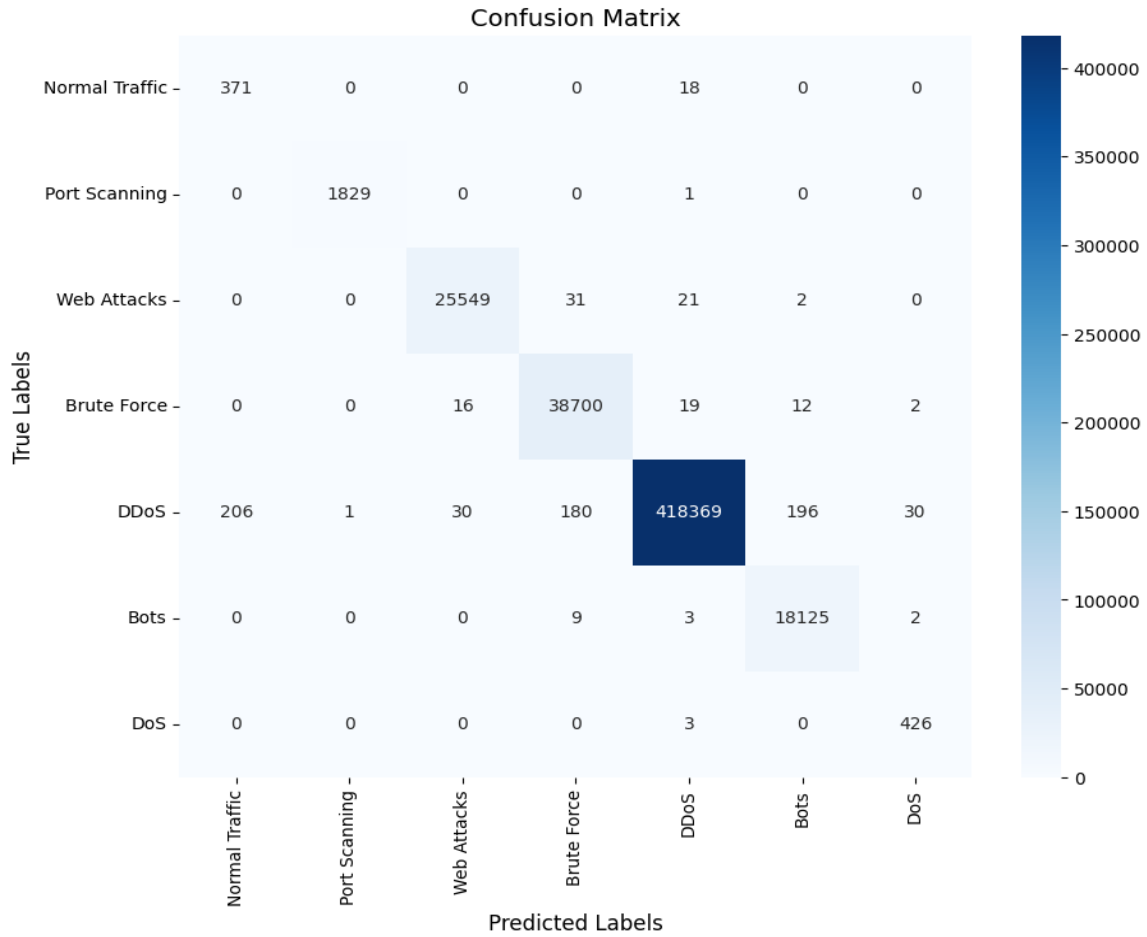 Confusion Matrix
Normal Traffic 371 0 0 0 18 0 0
Port Scanning 0 1829 0 0 1 0 0
Web Attacks 0 0 25549 31 21 2 0
Brute Force 0 0 16 38700 19 12 2
DDoS 206 1 30 180 418369 196 30
Bots 0 0 0 9 3 18125 2
DoS 0 0 0 3 0 426
True Labels
Normal Traffic
Port Scanning
Web Attacks
Brute Force
DDoS
Bots
DoS
Predicted Labels
400000
350000
300000
250000
200000
150000
100000
50000
0